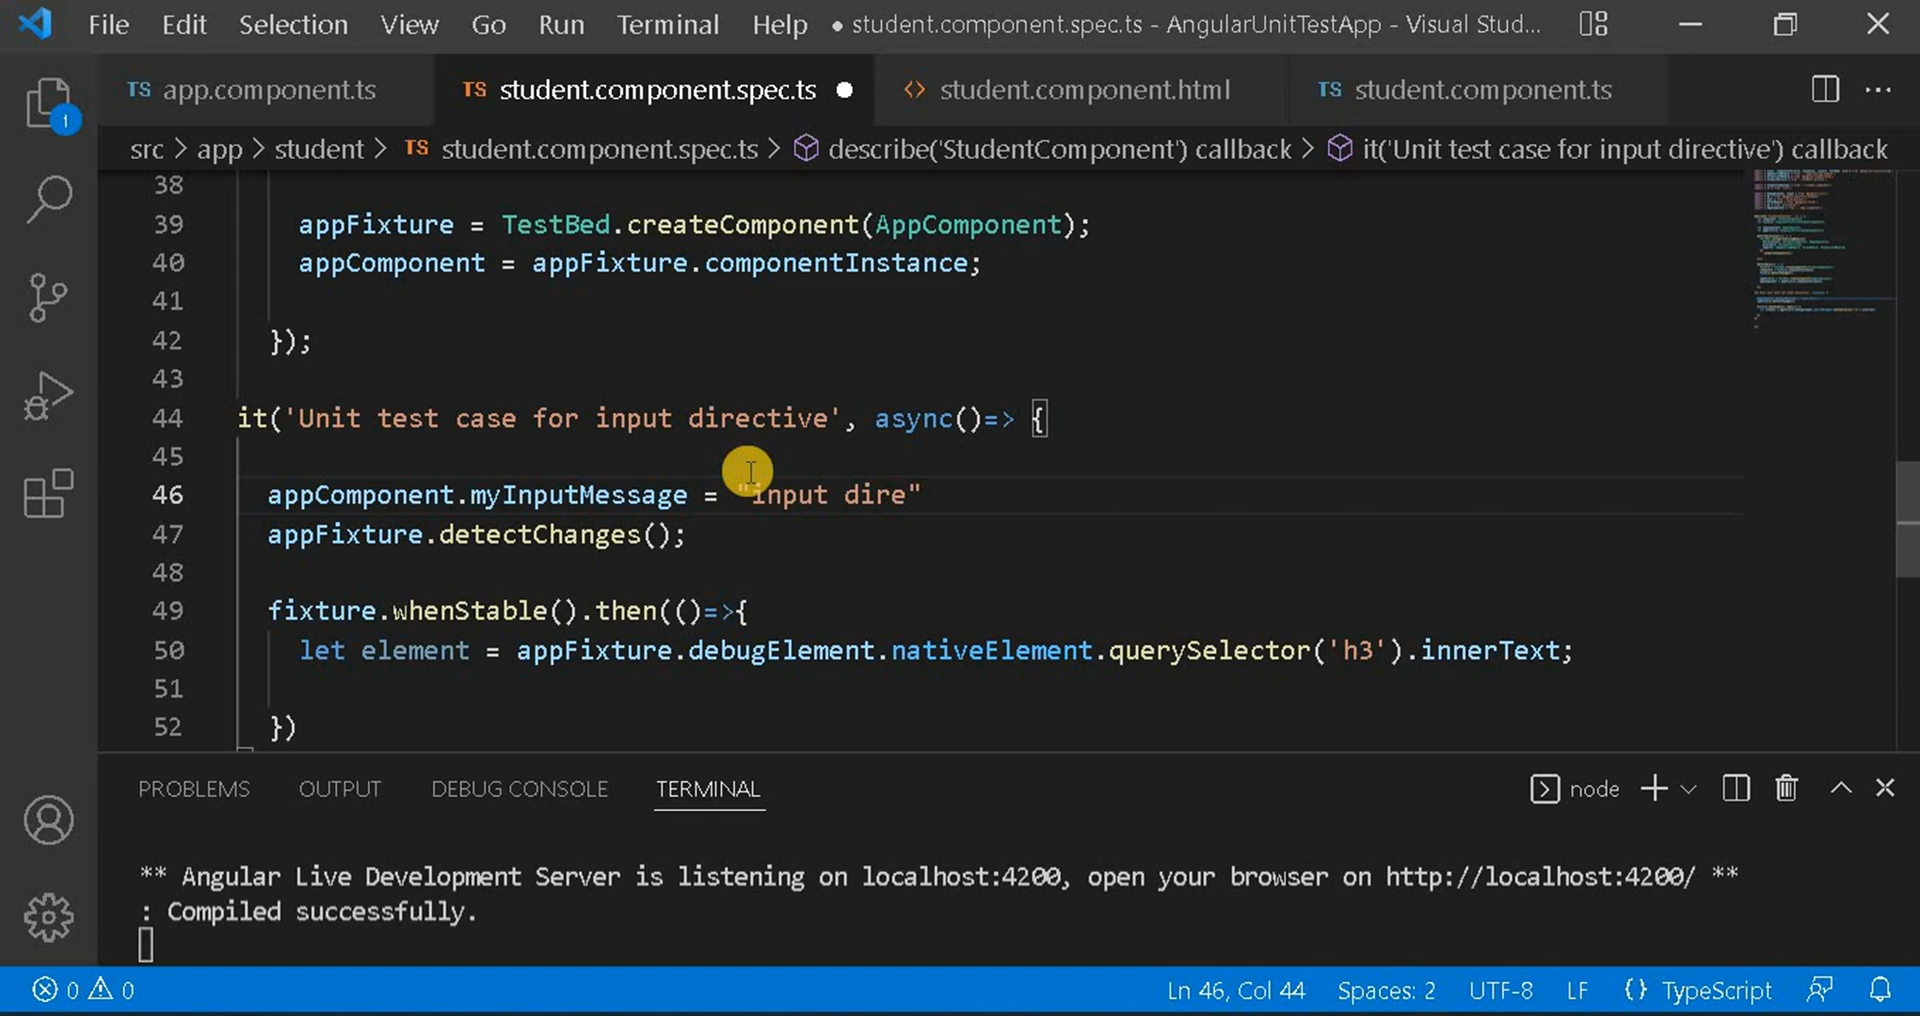 File Edit Selection View Go Run Terminal Help ● student.component.spec.ts - AngularUnitTestApp - Visual Stud...
TS app.component.ts TS student.component.spec.ts ● <> student.component.html TS student.component.ts ...
1
src > app > student > TS student.component.spec.ts > describe('StudentComponent') callback > it('Unit test case for input directive') callback
38
39 appFixture = TestBed.createComponent(AppComponent);
40 appComponent = appFixture.componentInstance;
41
42 });
43
44 it('Unit test case for input directive', async()=> {
45
46 appComponent.myInputMessage = "input dire"
47 appFixture.detectChanges();
48
49 fixture.whenStable().then(()=>{
50 let element = appFixture.debugElement.nativeElement.querySelector('h3').innerText;
51
52 })
PROBLEMS OUTPUT DEBUG CONSOLE TERMINAL node
** Angular Live Development Server is listening on localhost:4200, open your browser on http://localhost:4200/ **
: Compiled successfully.
0 0 Ln 46, Col 44 Spaces: 2 UTF-8 LF {} TypeScript